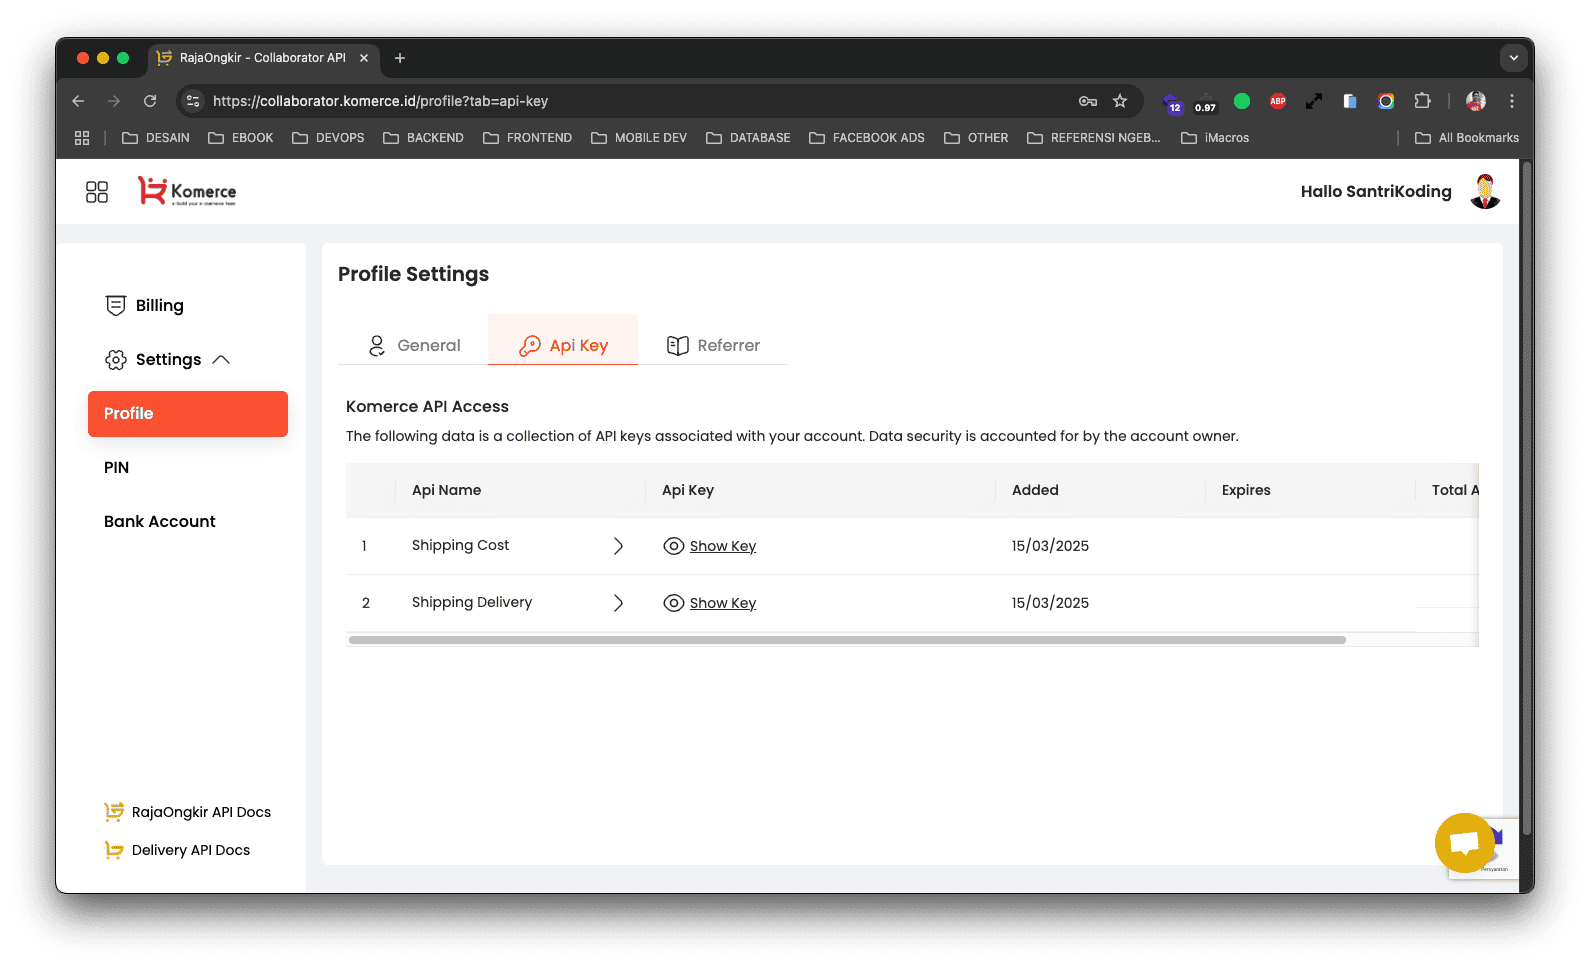 RajaOngkir - Collaborator API
https://collaborator.komerce.id/profile?tab=api-key
12
0.97
ABP
DESAIN
EBOOK
DEVOPS
BACKEND
FRONTEND
MOBILE DEV
DATABASE
FACEBOOK ADS
OTHER
REFERENSI NGEB...
iMacros
All Bookmarks
Komerce
e-build your e-commerce team
Hallo SantriKoding
Billing
Settings
Profile
PIN
Bank Account
RajaOngkir API Docs
Delivery API Docs
Profile Settings
General
Api Key
Referrer
Komerce API Access
The following data is a collection of API keys associated with your account. Data security is accounted for by the account owner.
Api Name Api Key Added Expires Total A
1 Shipping Cost Show Key 15/03/2025
2 Shipping Delivery Show Key 15/03/2025
Persyaratan